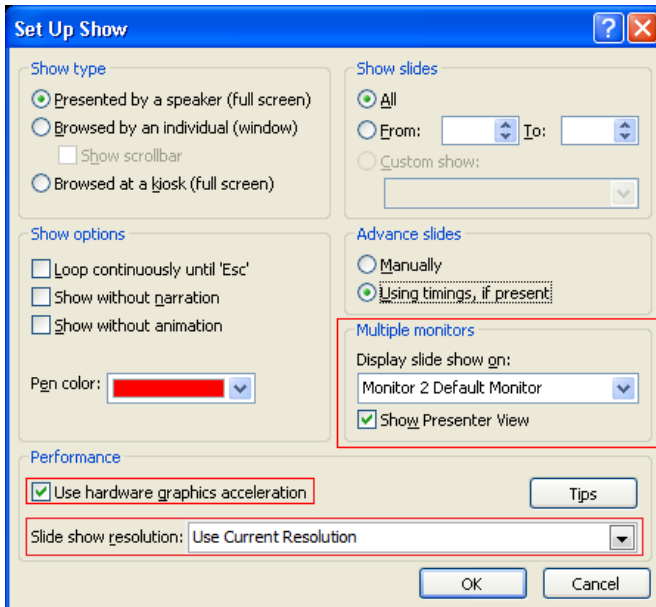 Set Up Show
Show type
Presented by a speaker (full screen)
Browsed by an individual (window)
Show scrollbar
Browsed at a kiosk (full screen)
Show slides
All
From: To:
Custom show:
Show options
Loop continuously until 'Esc'
Show without narration
Show without animation
Pen color:
Advance slides
Manually
Using timings, if present
Multiple monitors
Display slide show on:
Monitor 2 Default Monitor
Show Presenter View
Performance
Use hardware graphics acceleration
Tips
Slide show resolution: Use Current Resolution
OK Cancel